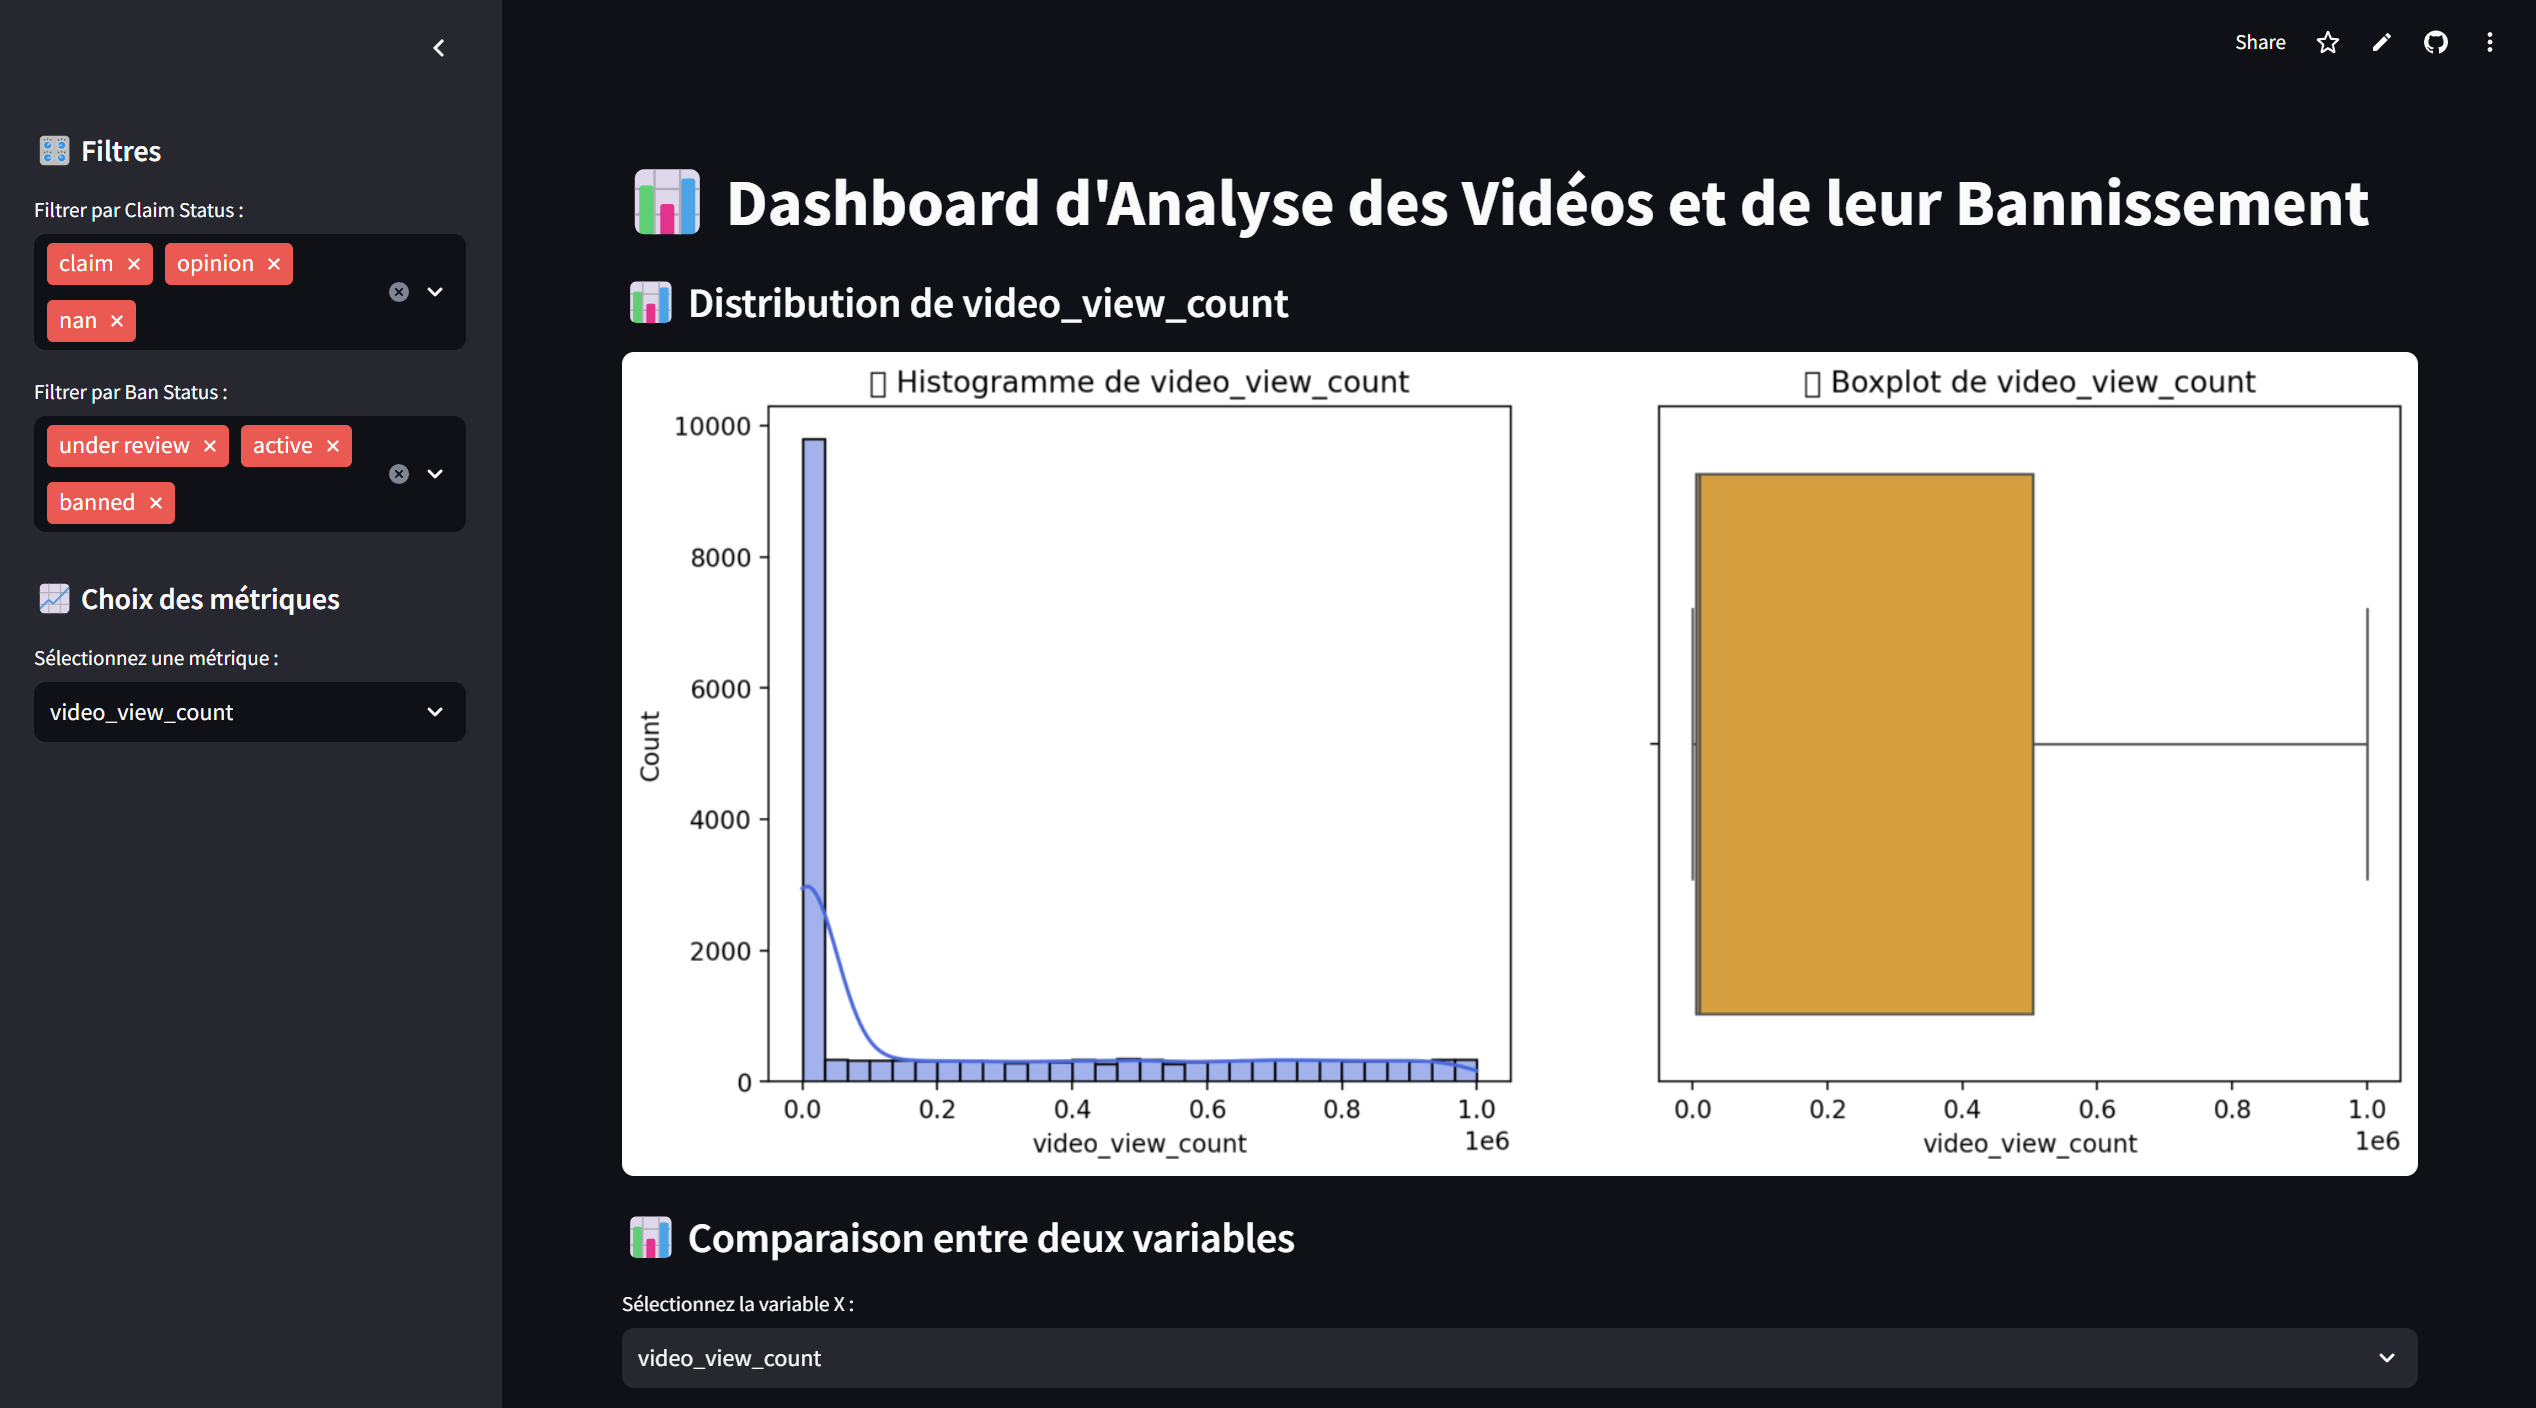 Share
Filtres
Filtrer par Claim Status :
claim opinion
nan
Filtrer par Ban Status :
under review active
banned
Choix des métriques
Sélectionnez une métrique :
video_view_count
Dashboard d'Analyse des Vidéos et de leur Bannissement
Distribution de video_view_count
Histogramme de video_view_count
Count
10000
8000
6000
4000
2000
0
0.0 0.2 0.4 0.6 0.8 1.0
1e6
video_view_count
Boxplot de video_view_count
0.0 0.2 0.4 0.6 0.8 1.0
1e6
video_view_count
Comparaison entre deux variables
Sélectionnez la variable X :
video_view_count